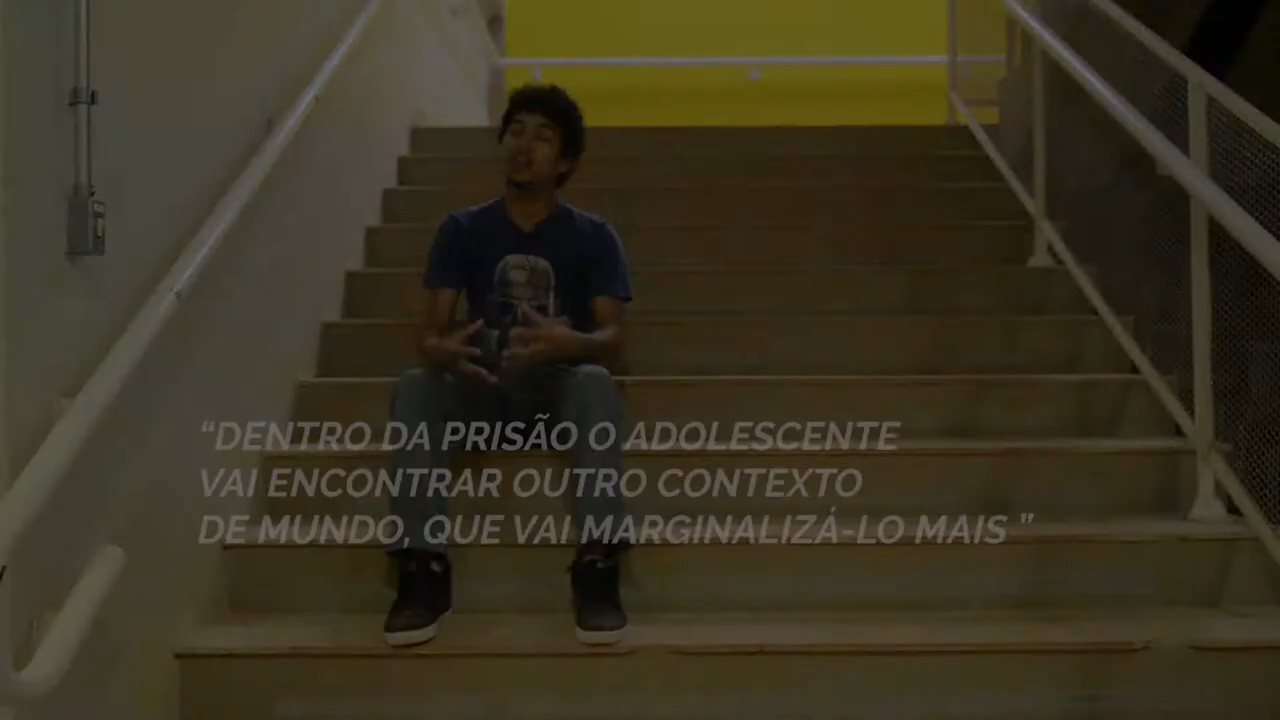 “DENTRO DA PRISÃO O ADOLESCENTE
VAI ENCONTRAR OUTRO CONTEXTO
DE MUNDO, QUE VAI MARGINALIZÁ-LO MAIS ”